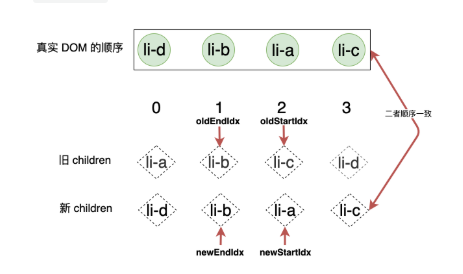 真实 DOM 的顺序 li-d li-b li-a li-c
0 1 2 3
oldEndIdx oldStartIdx
二者顺序一致
旧 children li-a li-b li-c li-d
新 children li-d li-b li-a li-c
newEndIdx newStartIdx